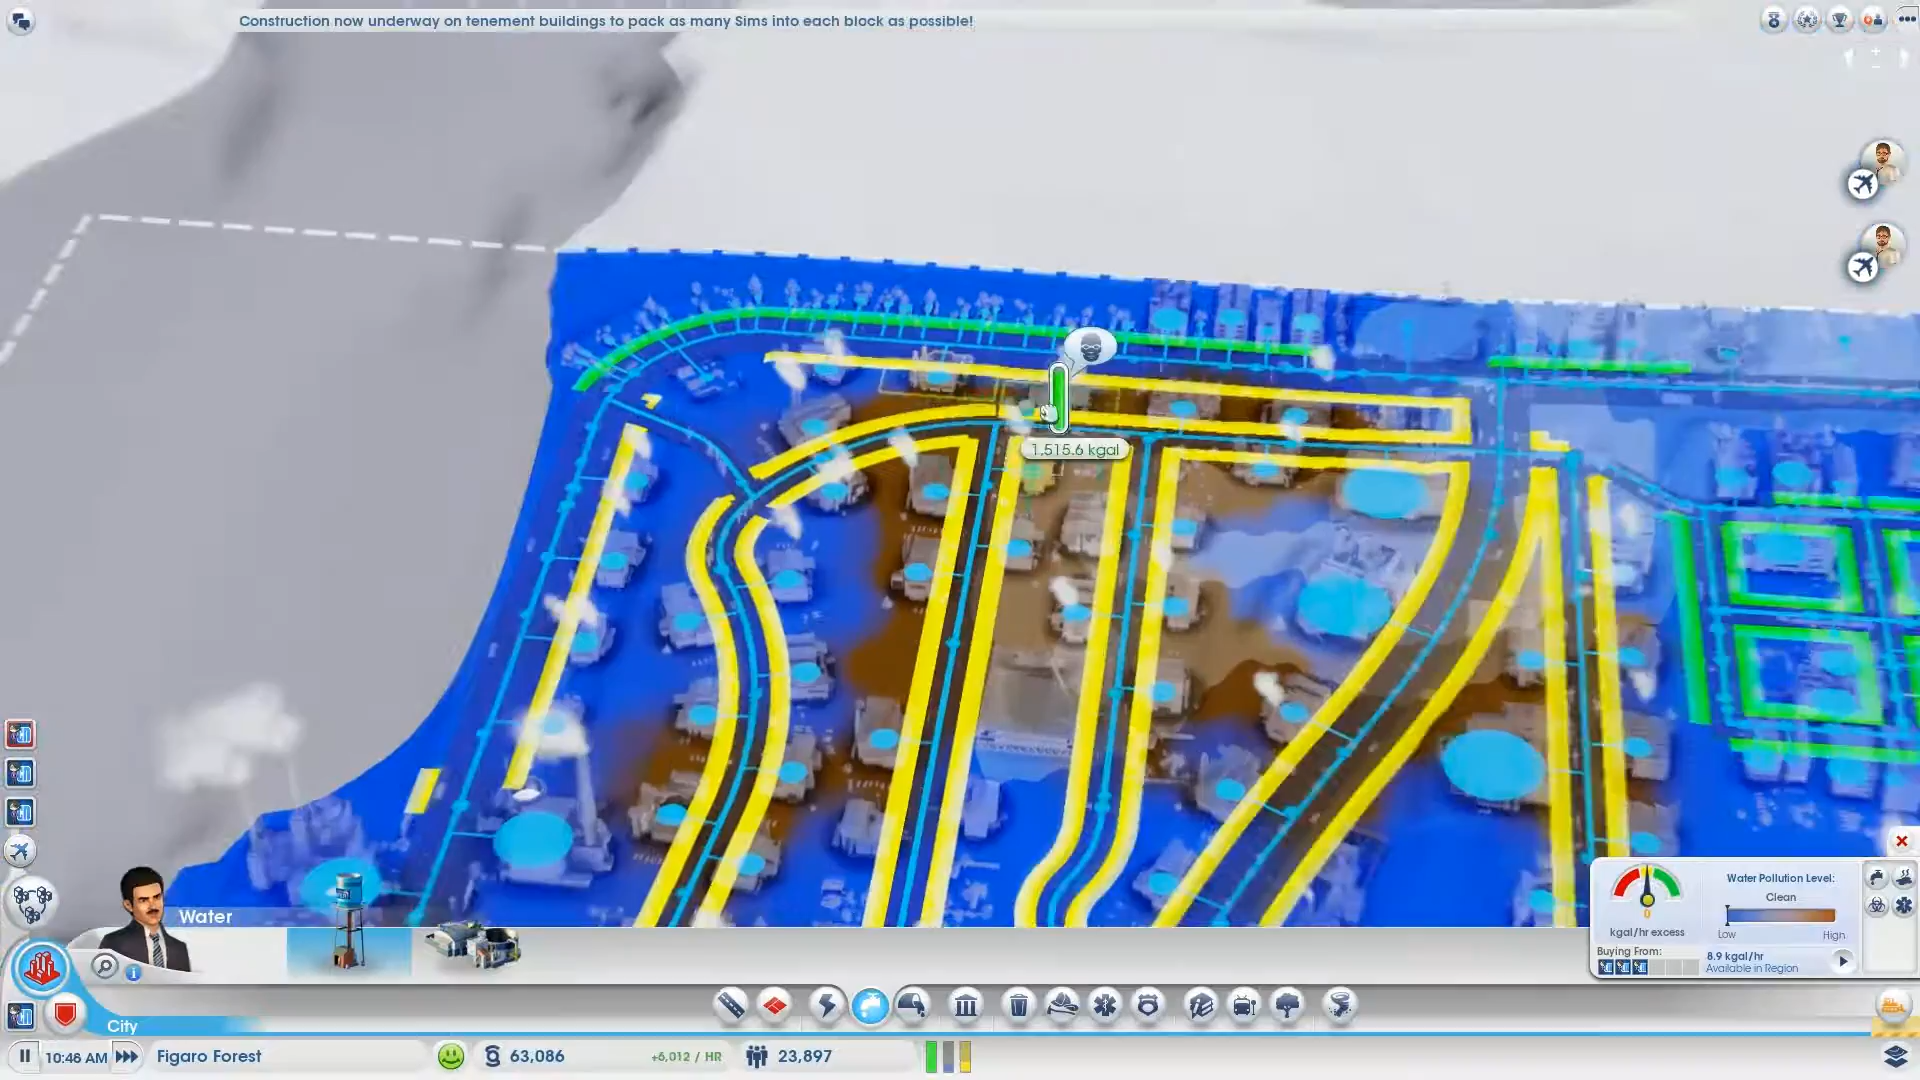 Construction now underway on tenement buildings to pack as many Sims into each block as possible!
1,515.6 kgal
Water
Water Pollution Level:
Clean
0
kgal/hr excess
Low
High
Buying From:
8.9 kgal/hr
Available in Region
City
10:46 AM
Figaro Forest
63,086
+6,012 / HR
23,897